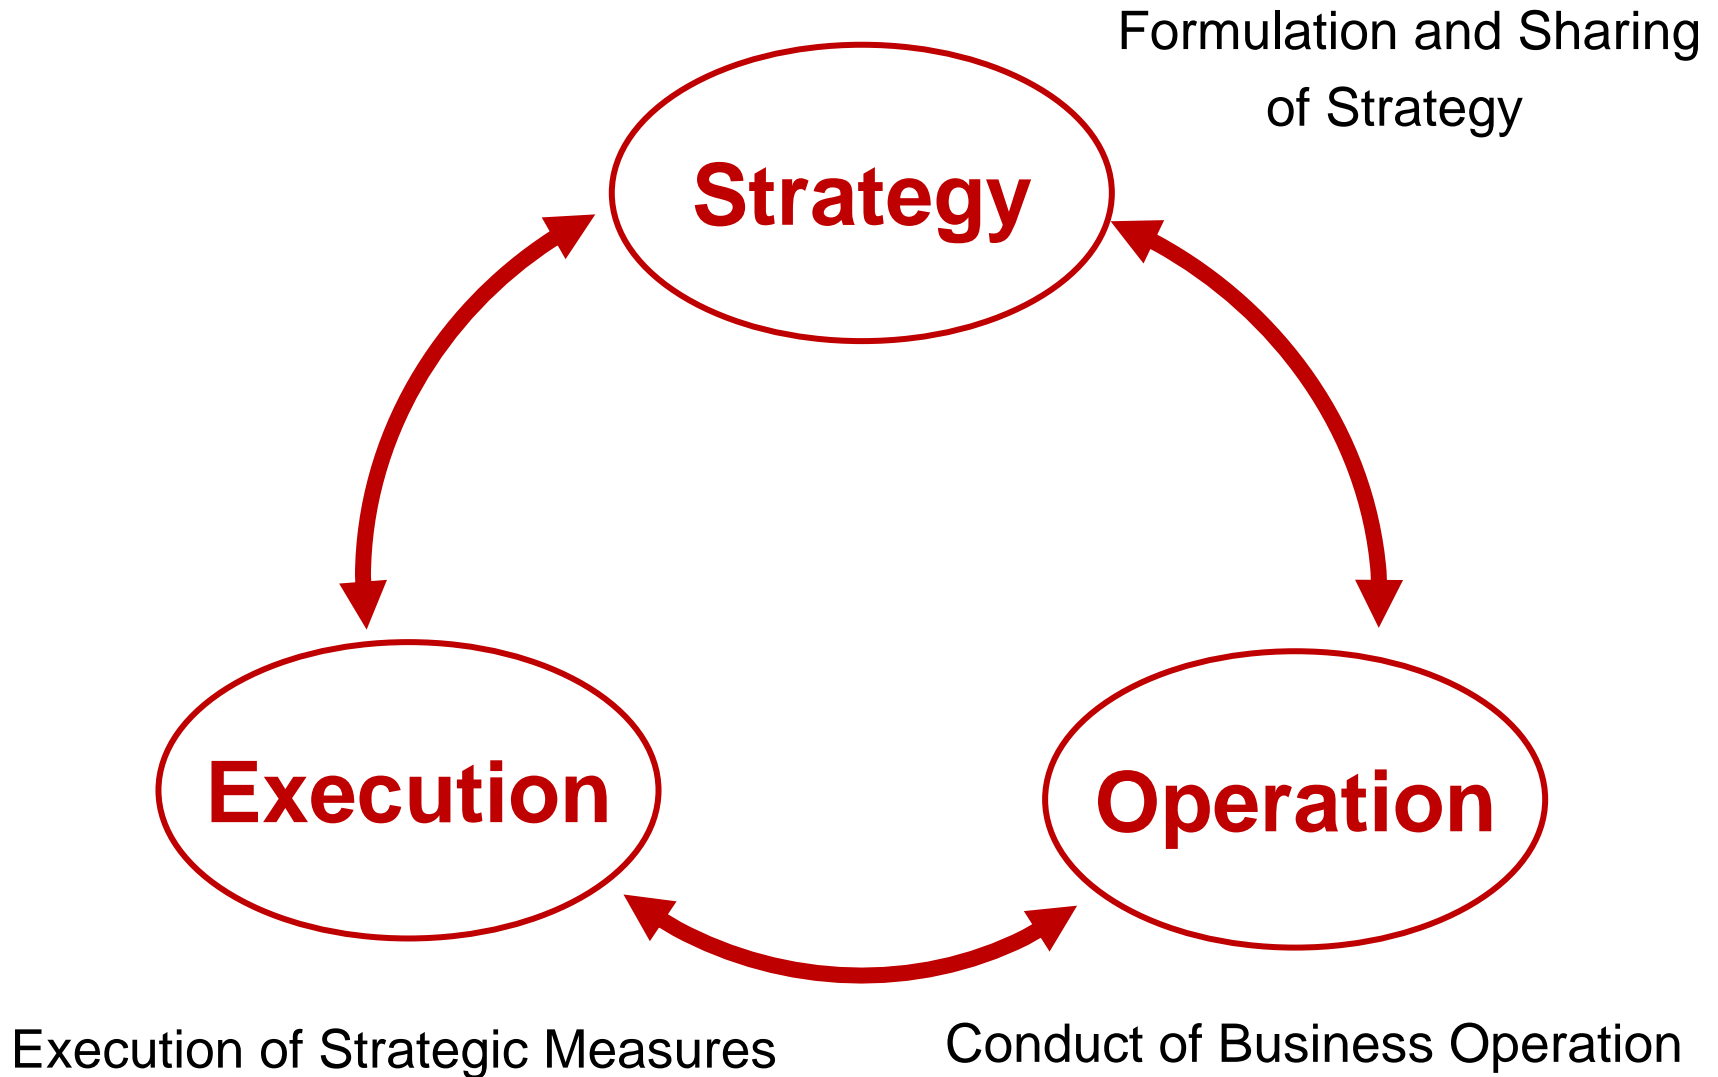 Formulation and Sharing
of Strategy
Strategy
Execution
Operation
Execution of Strategic Measures
Conduct of Business Operation